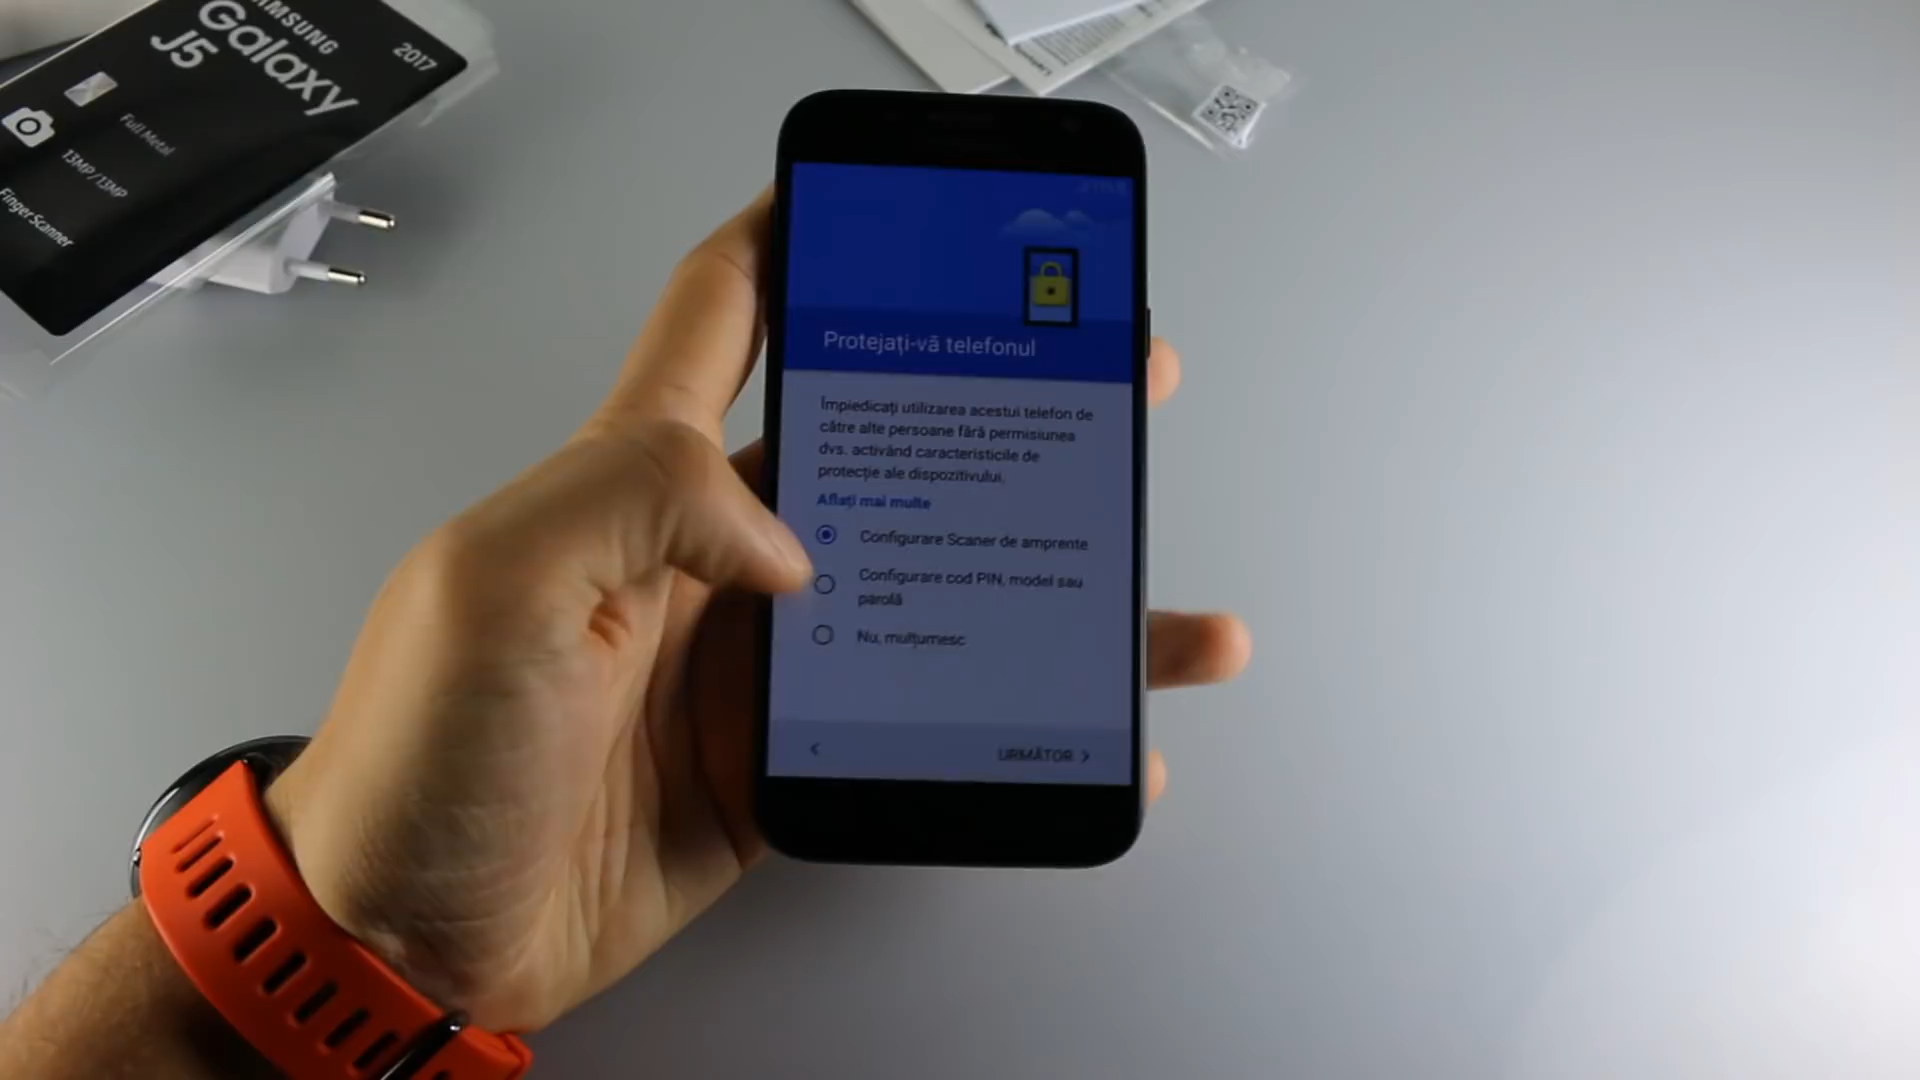 SAMSUNG
Galaxy
J5
2017
Full Metal
13MP / 13MP
Finger Scanner
Protejați-vă telefonul
Împiedicați utilizarea acestui telefon de
către alte persoane fără permisiunea
dvs. activând caracteristicile de
protecție ale dispozitivului.
Aflați mai multe
Configurare Scaner de amprente
Configurare cod PIN, model sau
parolă
Nu, mulțumesc
URMĂTOR